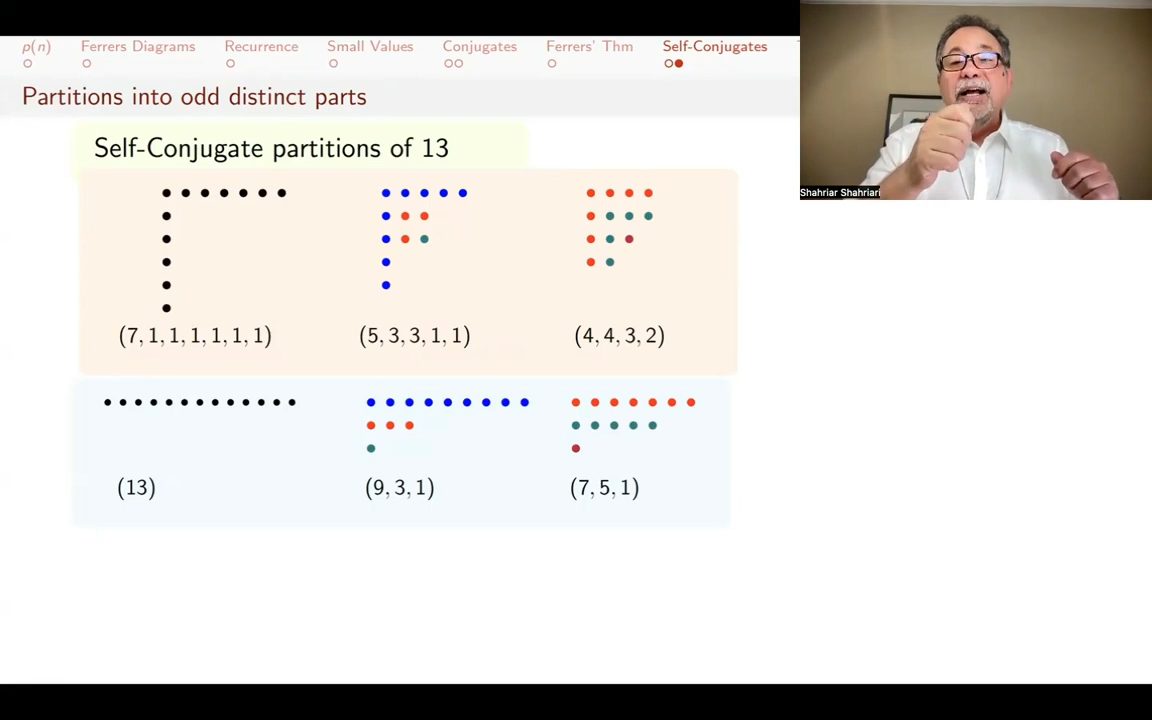 p(n) Ferrers Diagrams Recurrence Small Values Conjugates Ferrers' Thm Self-Conjugates
Partitions into odd distinct parts
Shahriar Shahriari
Self-Conjugate partitions of 13
(7, 1, 1, 1, 1, 1, 1) (5, 3, 3, 1, 1) (4, 4, 3, 2)
(13) (9, 3, 1) (7, 5, 1)